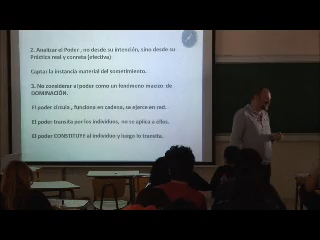 2. Analizar el Poder , no desde su intención, sino desde su
Práctica real y concreta (efectiva)
Captar la instancia material del sometimiento.
3. No considerar al poder como un fenómeno macizo de
DOMINACIÓN.
El poder circula , funciona en cadena, se ejerce en red.
El poder transita por los individuos, no se aplica a ellos.
El poder CONSTITUYE al individuo y luego lo transita.